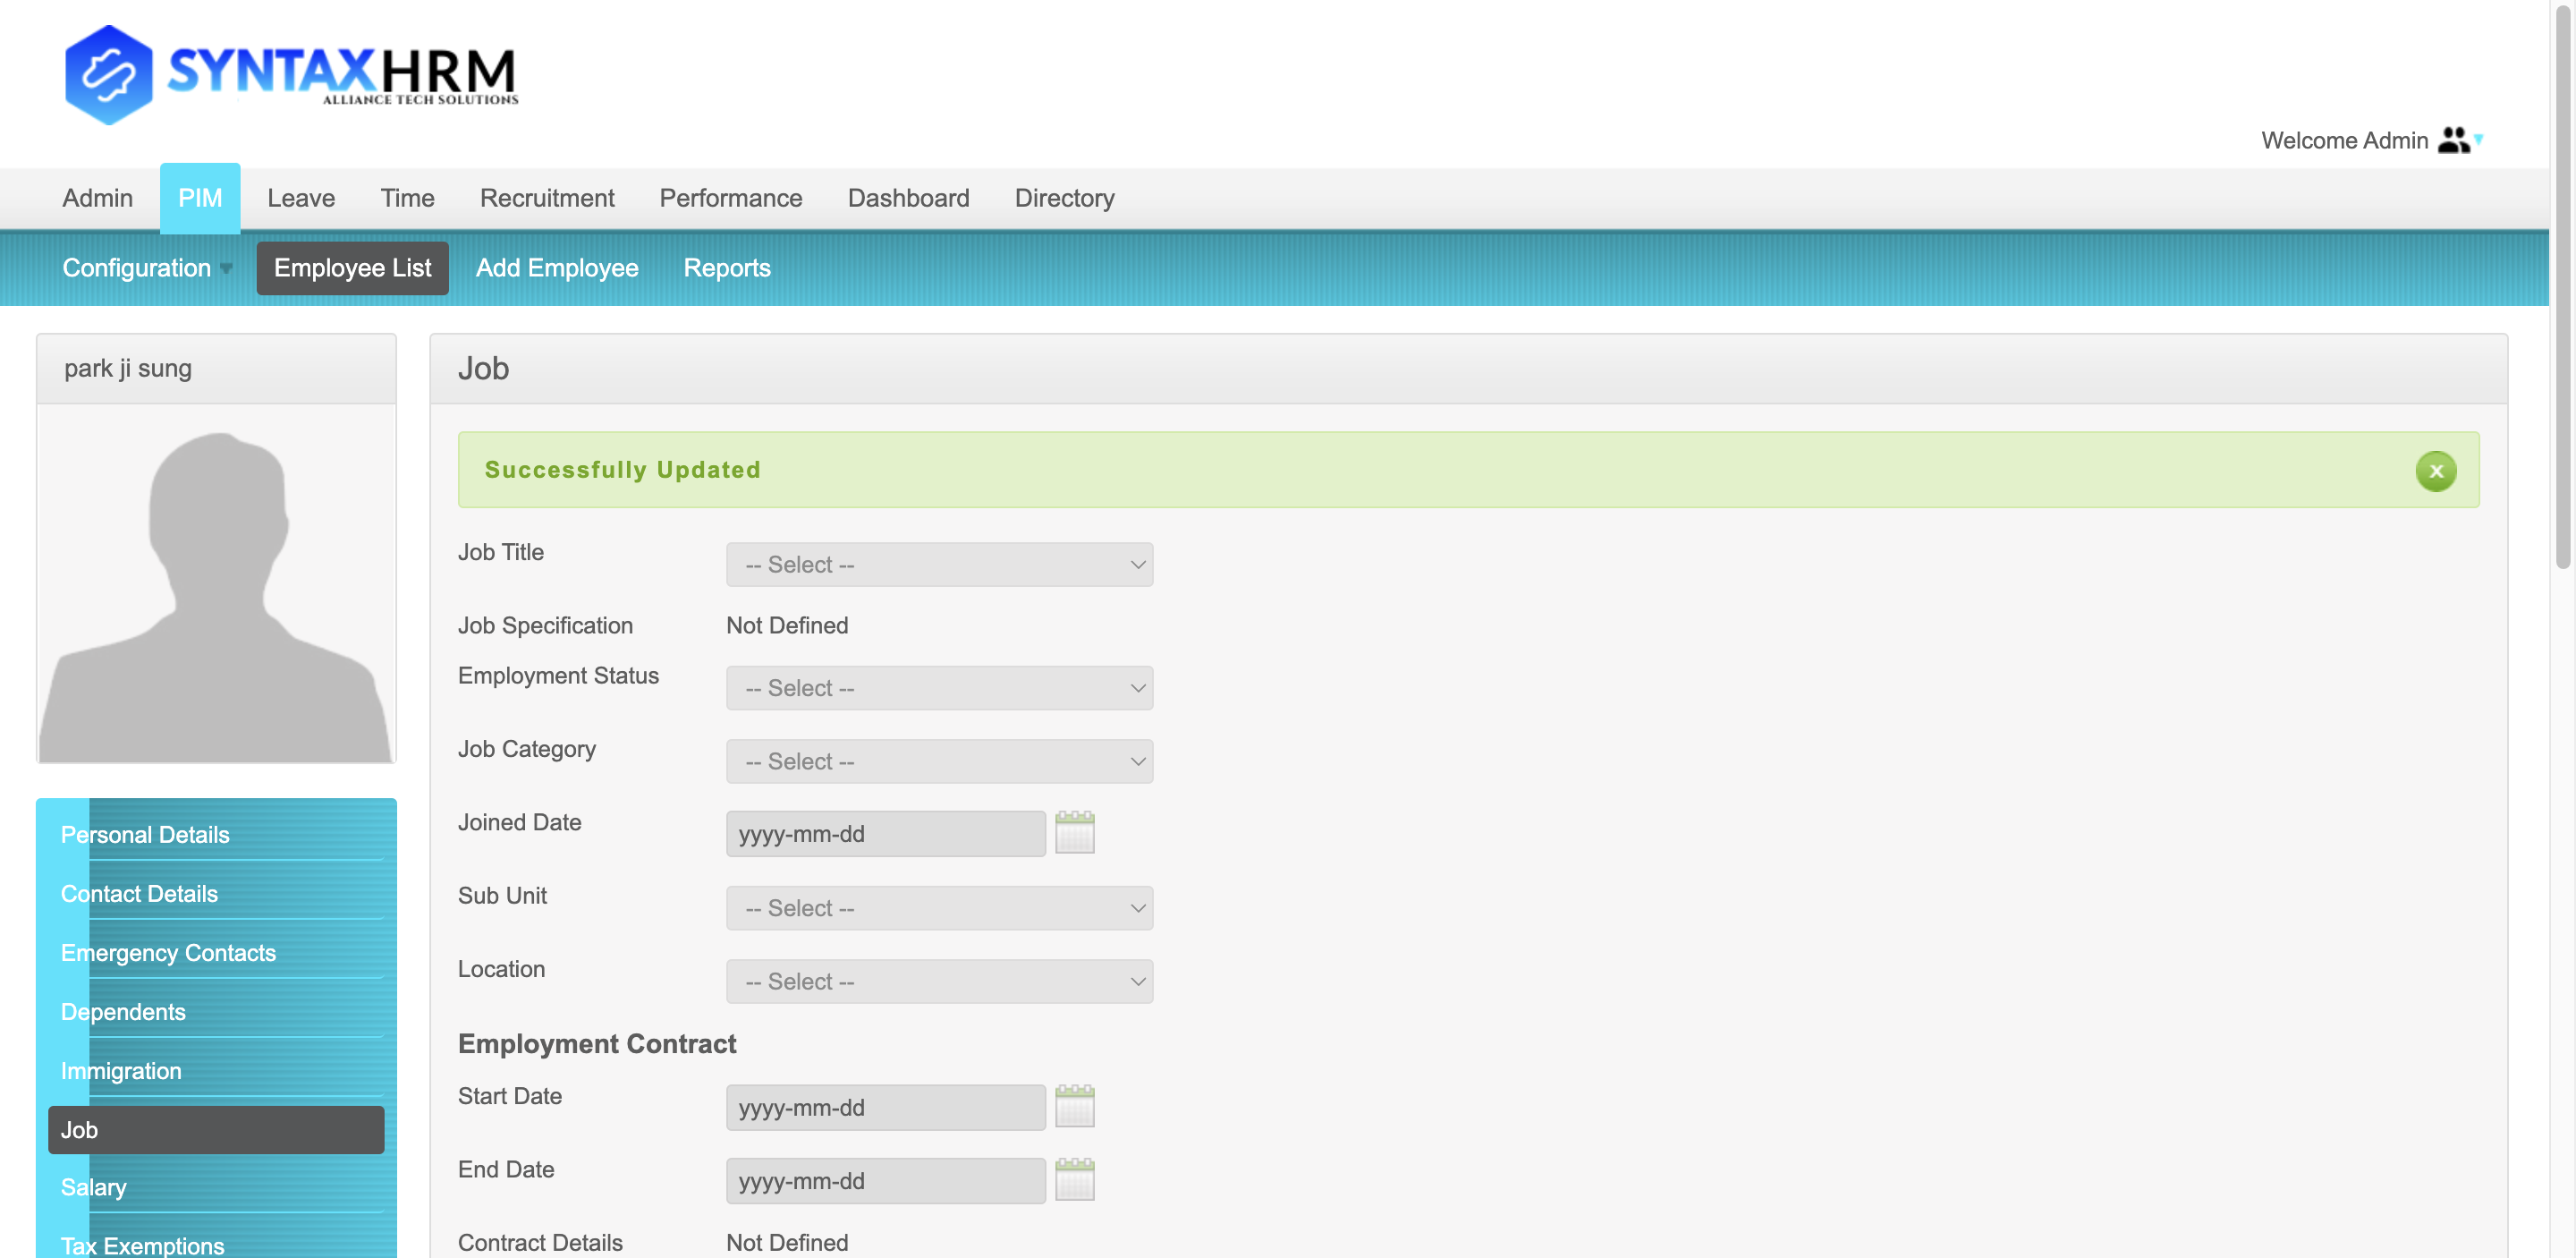 SYNTAXHRM
ALLIANCE TECH SOLUTIONS
Welcome Admin
Admin PIM Leave Time Recruitment Performance Dashboard Directory
Configuration Employee List Add Employee Reports
park ji sung
Job
Successfully Updated
x
Job Title -- Select --
Job Specification Not Defined
Employment Status -- Select --
Job Category -- Select --
Joined Date yyyy-mm-dd
Sub Unit -- Select --
Location -- Select --
Employment Contract
Start Date yyyy-mm-dd
End Date yyyy-mm-dd
Contract Details Not Defined
Personal Details
Contact Details
Emergency Contacts
Dependents
Immigration
Job
Salary
Tax Exemptions